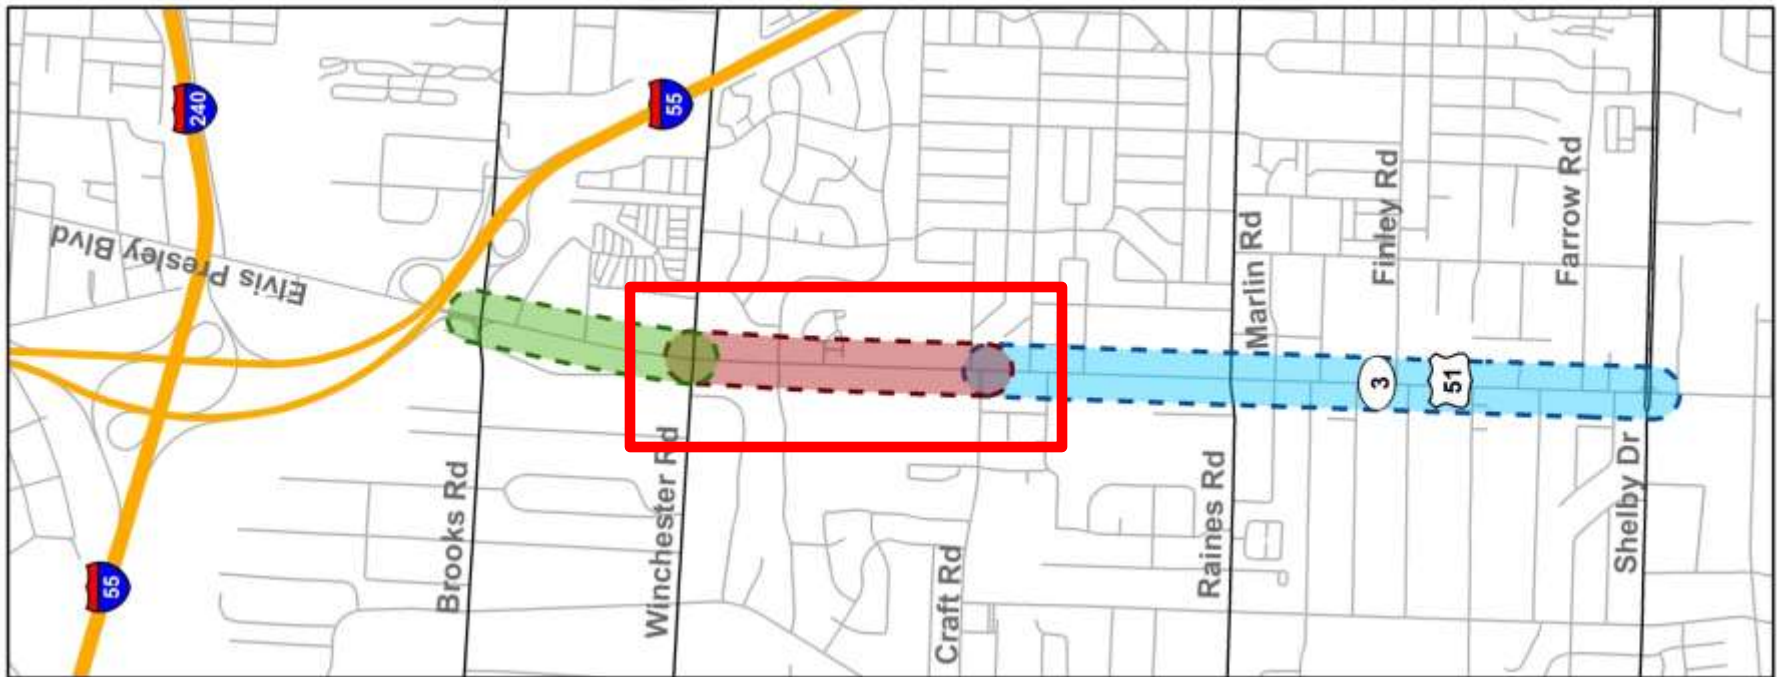 240
55
Elvis Presley Blvd
Marlin Rd
Finley Rd
Farrow Rd
3
51
Brooks Rd
Winchester Rd
Craft Rd
Raines Rd
Shelby Dr
55